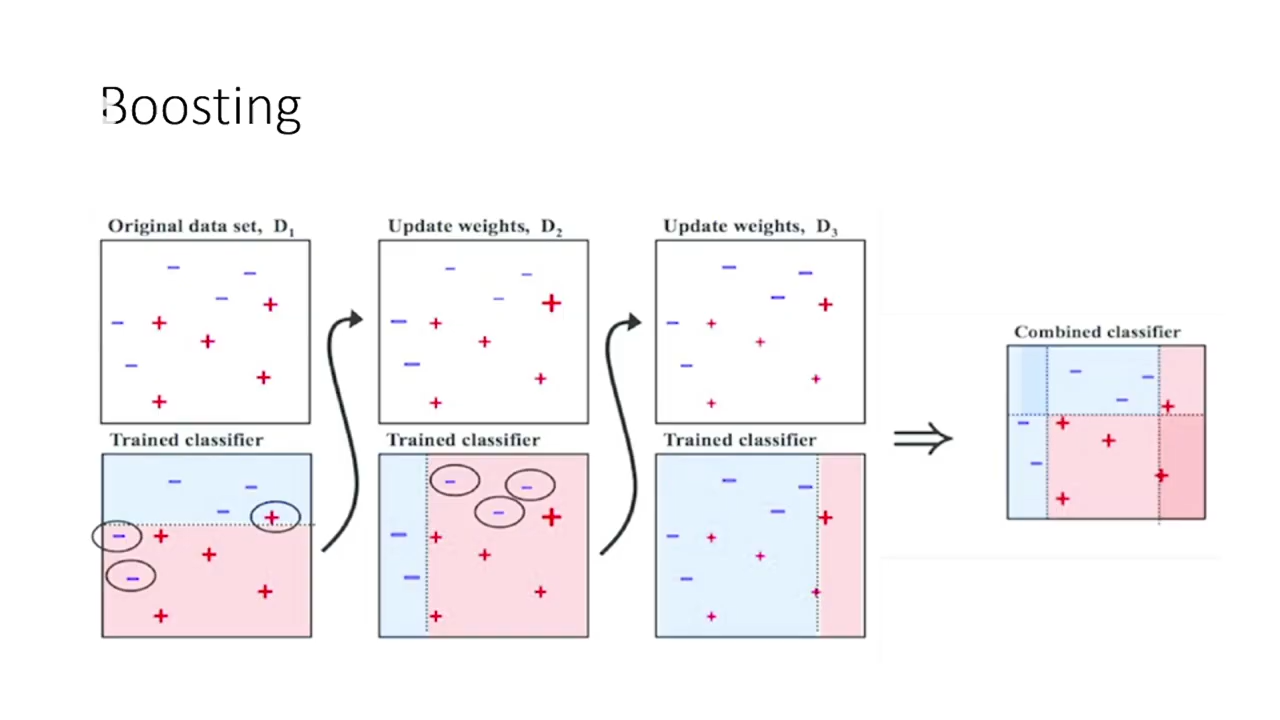 Boosting
Original data set, D₁
Update weights, D₂
Update weights, D₃
Trained classifier
Trained classifier
Trained classifier
Combined classifier